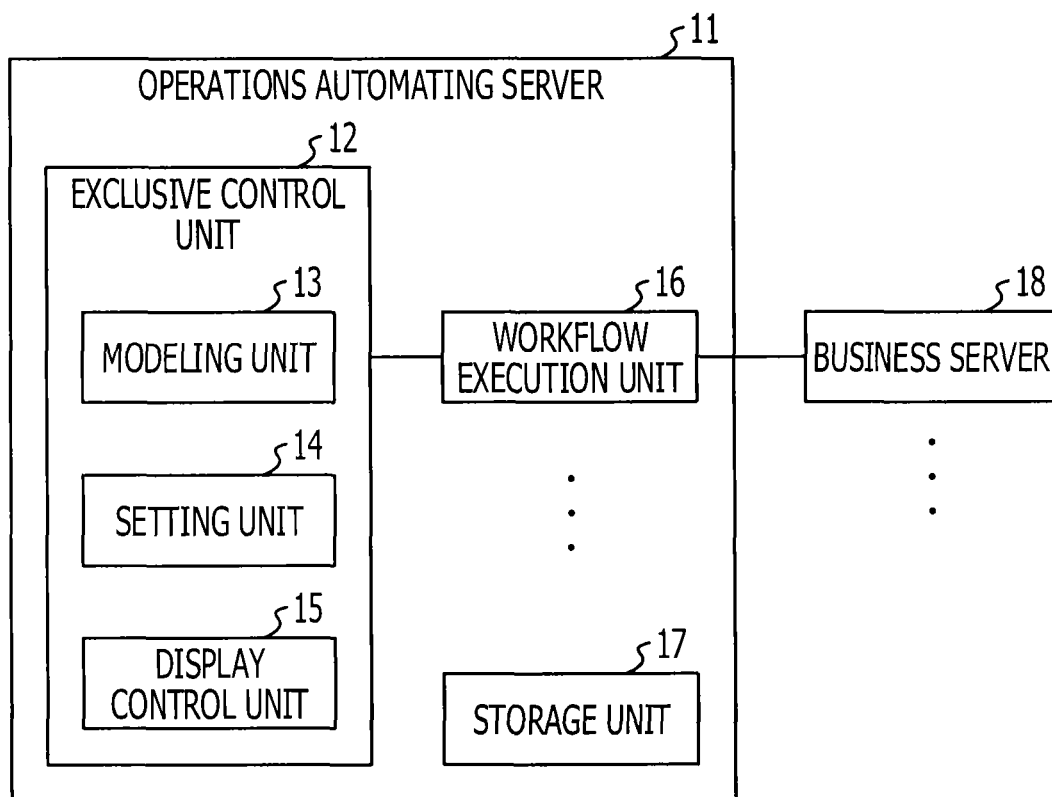 11
OPERATIONS AUTOMATING SERVER
12
EXCLUSIVE CONTROL
UNIT
13
MODELING UNIT
14
SETTING UNIT
15
DISPLAY
CONTROL UNIT
16
WORKFLOW
EXECUTION UNIT
17
STORAGE UNIT
18
BUSINESS SERVER